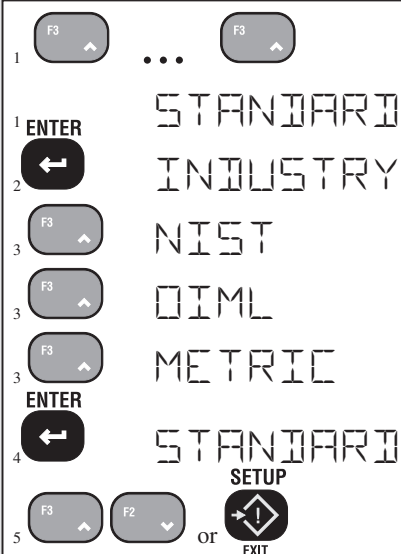 F3 F3
1 ...
STANDARD
1 ENTER
2 INDUSTRY
F3
3 NIST
F3
3 OIML
F3
3 METRIC
ENTER
4 STANDARD
SETUP
F3 F2
5 or
EXIT